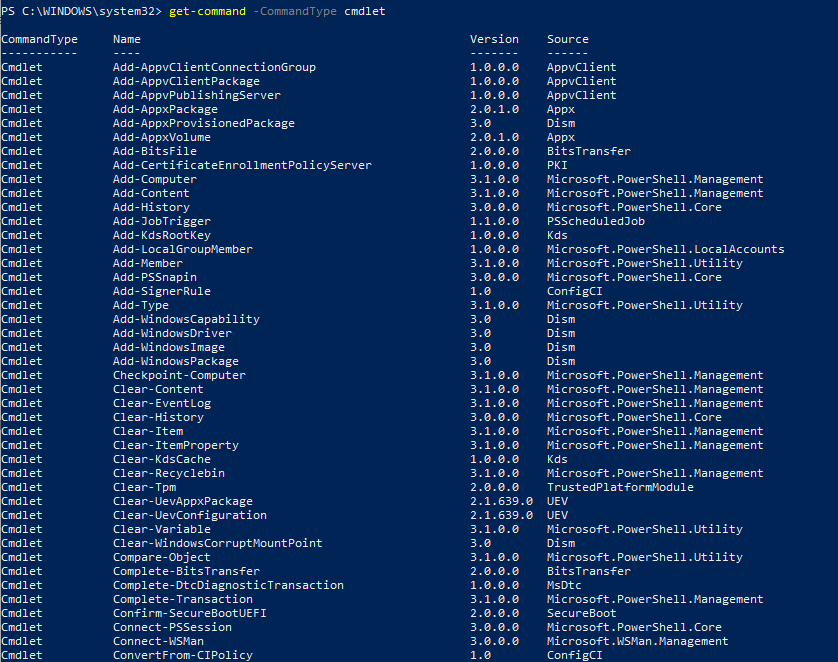 PS C:\WINDOWS\system32> get-command -CommandType cmdlet
CommandType     Name                                               Version    Source
-----------     ----                                               -------    ------
Cmdlet          Add-AppvClientConnectionGroup                      1.0.0.0    AppvClient
Cmdlet          Add-AppvClientPackage                              1.0.0.0    AppvClient
Cmdlet          Add-AppvPublishingServer                           1.0.0.0    AppvClient
Cmdlet          Add-AppxPackage                                    2.0.1.0    Appx
Cmdlet          Add-AppxProvisionedPackage                         3.0        Dism
Cmdlet          Add-AppxVolume                                     2.0.1.0    Appx
Cmdlet          Add-BitsFile                                       2.0.0.0    BitsTransfer
Cmdlet          Add-CertificateEnrollmentPolicyServer              1.0.0.0    PKI
Cmdlet          Add-Computer                                       3.1.0.0    Microsoft.PowerShell.Management
Cmdlet          Add-Content                                        3.1.0.0    Microsoft.PowerShell.Management
Cmdlet          Add-History                                        3.0.0.0    Microsoft.PowerShell.Core
Cmdlet          Add-JobTrigger                                     1.1.0.0    PSScheduledJob
Cmdlet          Add-KdsRootKey                                     1.0.0.0    Kds
Cmdlet          Add-LocalGroupMember                               1.0.0.0    Microsoft.PowerShell.LocalAccounts
Cmdlet          Add-Member                                         3.1.0.0    Microsoft.PowerShell.Utility
Cmdlet          Add-PSSnapin                                       3.0.0.0    Microsoft.PowerShell.Core
Cmdlet          Add-SignerRule                                     1.0        ConfigCI
Cmdlet          Add-Type                                           3.1.0.0    Microsoft.PowerShell.Utility
Cmdlet          Add-WindowsCapability                              3.0        Dism
Cmdlet          Add-WindowsDriver                                  3.0        Dism
Cmdlet          Add-WindowsImage                                   3.0        Dism
Cmdlet          Add-WindowsPackage                                 3.0        Dism
Cmdlet          Checkpoint-Computer                                3.1.0.0    Microsoft.PowerShell.Management
Cmdlet          Clear-Content                                      3.1.0.0    Microsoft.PowerShell.Management
Cmdlet          Clear-EventLog                                     3.1.0.0    Microsoft.PowerShell.Management
Cmdlet          Clear-History                                      3.0.0.0    Microsoft.PowerShell.Core
Cmdlet          Clear-Item                                         3.1.0.0    Microsoft.PowerShell.Management
Cmdlet          Clear-ItemProperty                                 3.1.0.0    Microsoft.PowerShell.Management
Cmdlet          Clear-KdsCache                                     1.0.0.0    Kds
Cmdlet          Clear-Recyclebin                                   3.1.0.0    Microsoft.PowerShell.Management
Cmdlet          Clear-Tpm                                          2.0.0.0    TrustedPlatformModule
Cmdlet          Clear-UevAppxPackage                               2.1.639.0  UEV
Cmdlet          Clear-UevConfiguration                             2.1.639.0  UEV
Cmdlet          Clear-Variable                                     3.1.0.0    Microsoft.PowerShell.Utility
Cmdlet          Clear-WindowsCorruptMountPoint                     3.0        Dism
Cmdlet          Compare-Object                                     3.1.0.0    Microsoft.PowerShell.Utility
Cmdlet          Complete-BitsTransfer                              2.0.0.0    BitsTransfer
Cmdlet          Complete-DtcDiagnosticTransaction                  1.0.0.0    MsDtc
Cmdlet          Complete-Transaction                               3.1.0.0    Microsoft.PowerShell.Management
Cmdlet          Confirm-SecureBootUEFI                             2.0.0.0    SecureBoot
Cmdlet          Connect-PSSession                                  3.0.0.0    Microsoft.PowerShell.Core
Cmdlet          Connect-WSMan                                      3.0.0.0    Microsoft.WSMan.Management
Cmdlet          ConvertFrom-CIPolicy                               1.0        ConfigCI